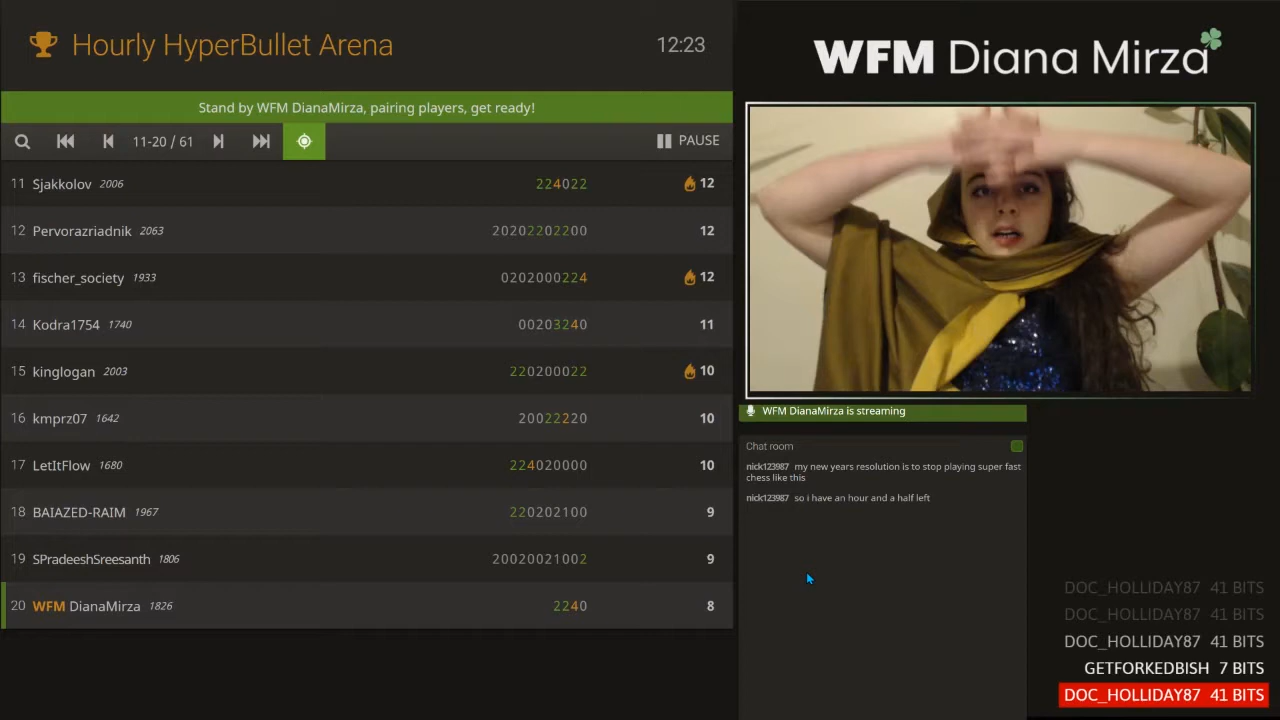 Hourly HyperBullet Arena
12:23
Stand by WFM DianaMirza, pairing players, get ready!
11-20 / 61
PAUSE
11 Sjakkolov 2006 224022 12
12 Pervorazriadnik 2063 20202202200 12
13 fischer_society 1933 0202000224 12
14 Kodra1754 1740 00203240 11
15 kinglogan 2003 220200022 10
16 kmprz07 1642 20022220 10
17 LetItFlow 1680 224020000 10
18 BAIAZED-RAIM 1967 220202100 9
19 SPradeeshSreesanth 1806 20020021002 9
20 WFM DianaMirza 1826 2240 8
WFM Diana Mirza
WFM DianaMirza is streaming
Chat room
nick123987 my new years resolution is to stop playing super fast
chess like this
nick123987 so i have an hour and a half left
DOC_HOLLIDAY87 41 BITS
DOC_HOLLIDAY87 41 BITS
DOC_HOLLIDAY87 41 BITS
GETFORKEDBISH 7 BITS
DOC_HOLLIDAY87 41 BITS